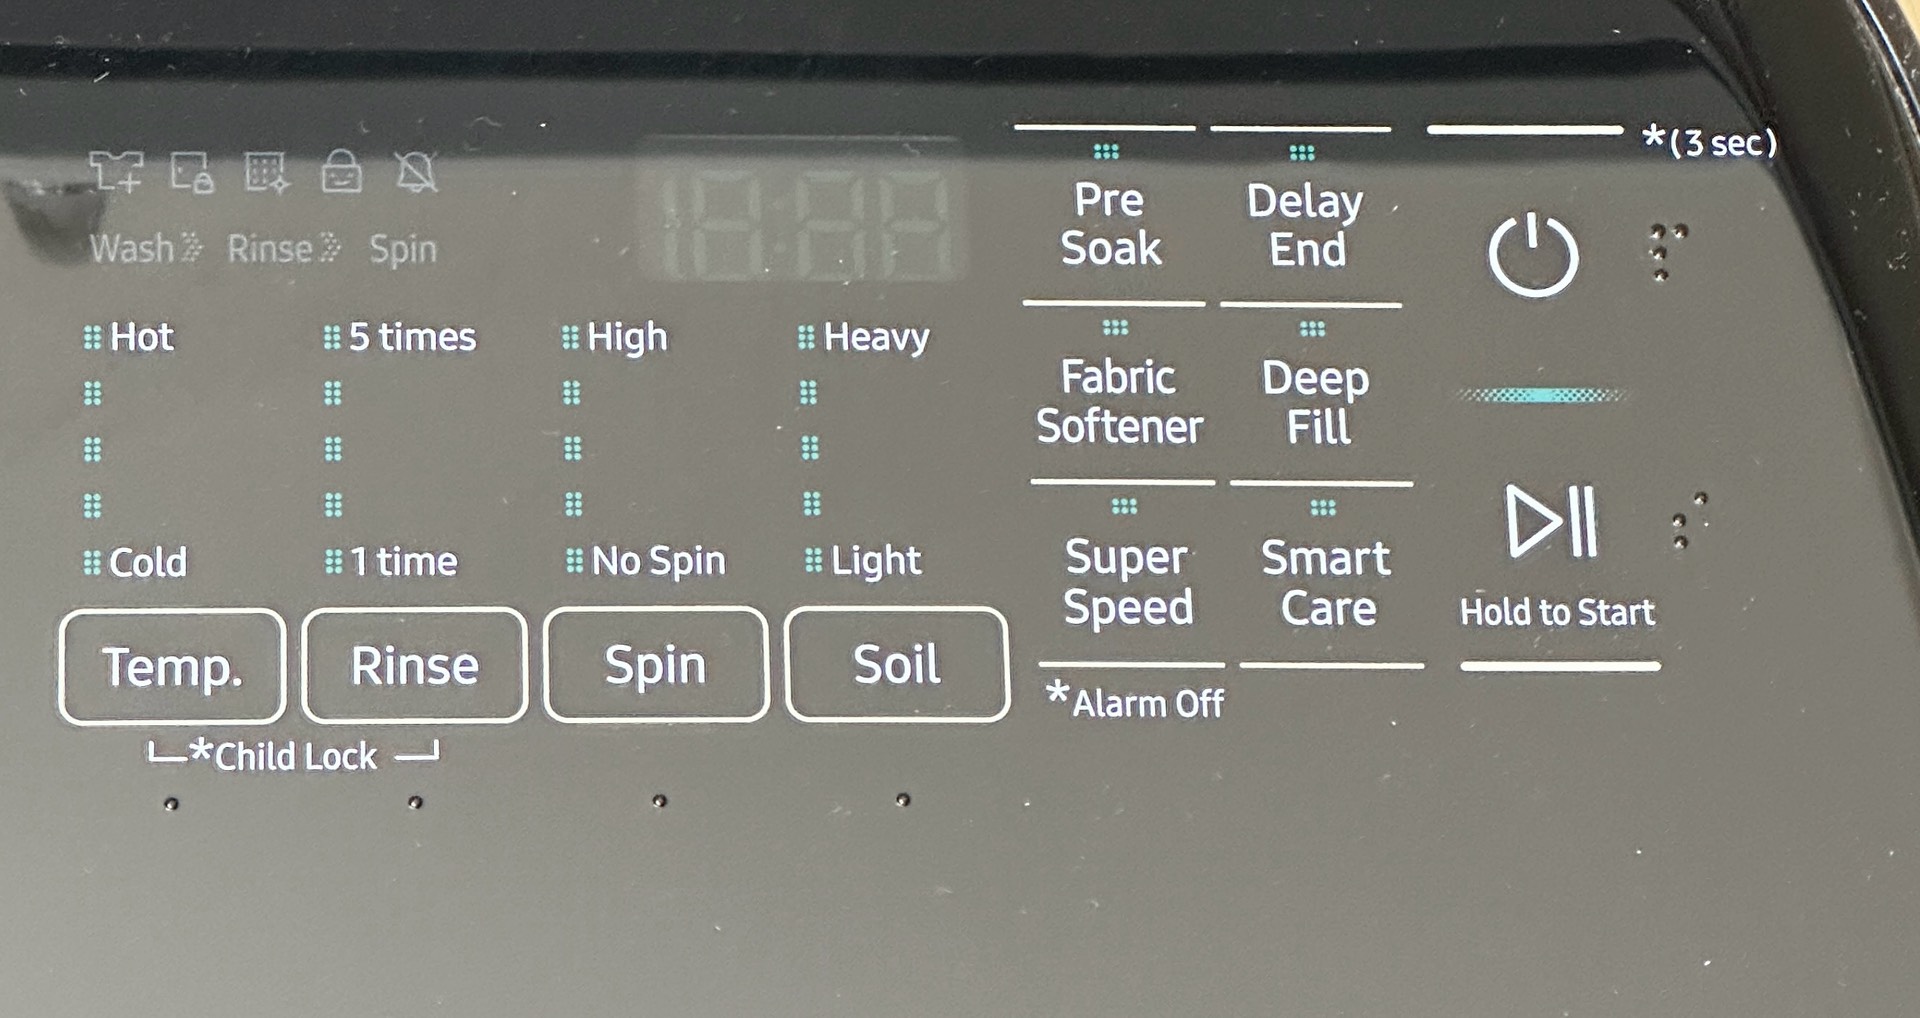 *(3 sec)
Pre Soak
Delay End
Wash Rinse Spin
18:88
Hot
5 times
High
Heavy
Fabric Softener
Deep Fill
Cold
1 time
No Spin
Light
Super Speed
Smart Care
Hold to Start
Temp.
Rinse
Spin
Soil
*Alarm Off
*Child Lock